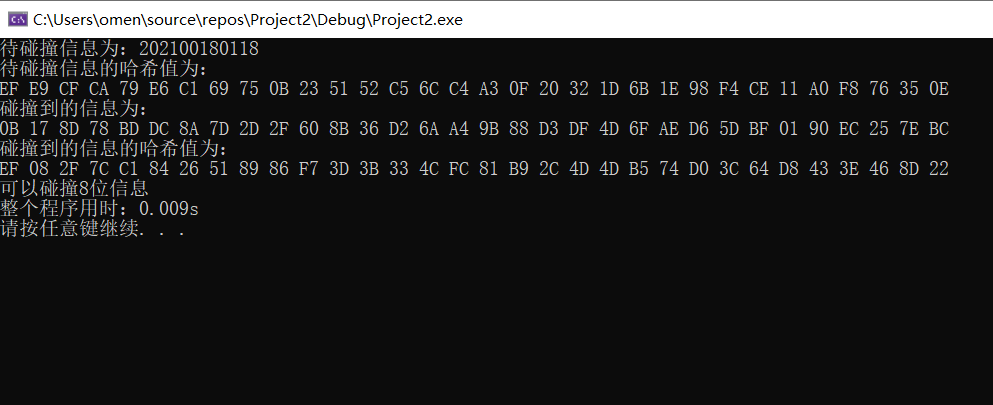 C:\Users\omen\source\repos\Project2\Debug\Project2.exe
待碰撞信息为：202100180118
待碰撞信息的哈希值为：
EF E9 CF CA 79 E6 C1 69 75 0B 23 51 52 C5 6C C4 A3 0F 20 32 1D 6B 1E 98 F4 CE 11 A0 F8 76 35 0E
碰撞到的信息为：
0B 17 8D 78 BD DC 8A 7D 2D 2F 60 8B 36 D2 6A A4 9B 88 D3 DF 4D 6F AE D6 5D BF 01 90 EC 25 7E BC
碰撞到的信息的哈希值为：
EF 08 2F 7C C1 84 26 51 89 86 F7 3D 3B 33 4C FC 81 B9 2C 4D 4D B5 74 D0 3C 64 D8 43 3E 46 8D 22
可以碰撞8位信息
整个程序用时：0.009s
请按任意键继续. . .